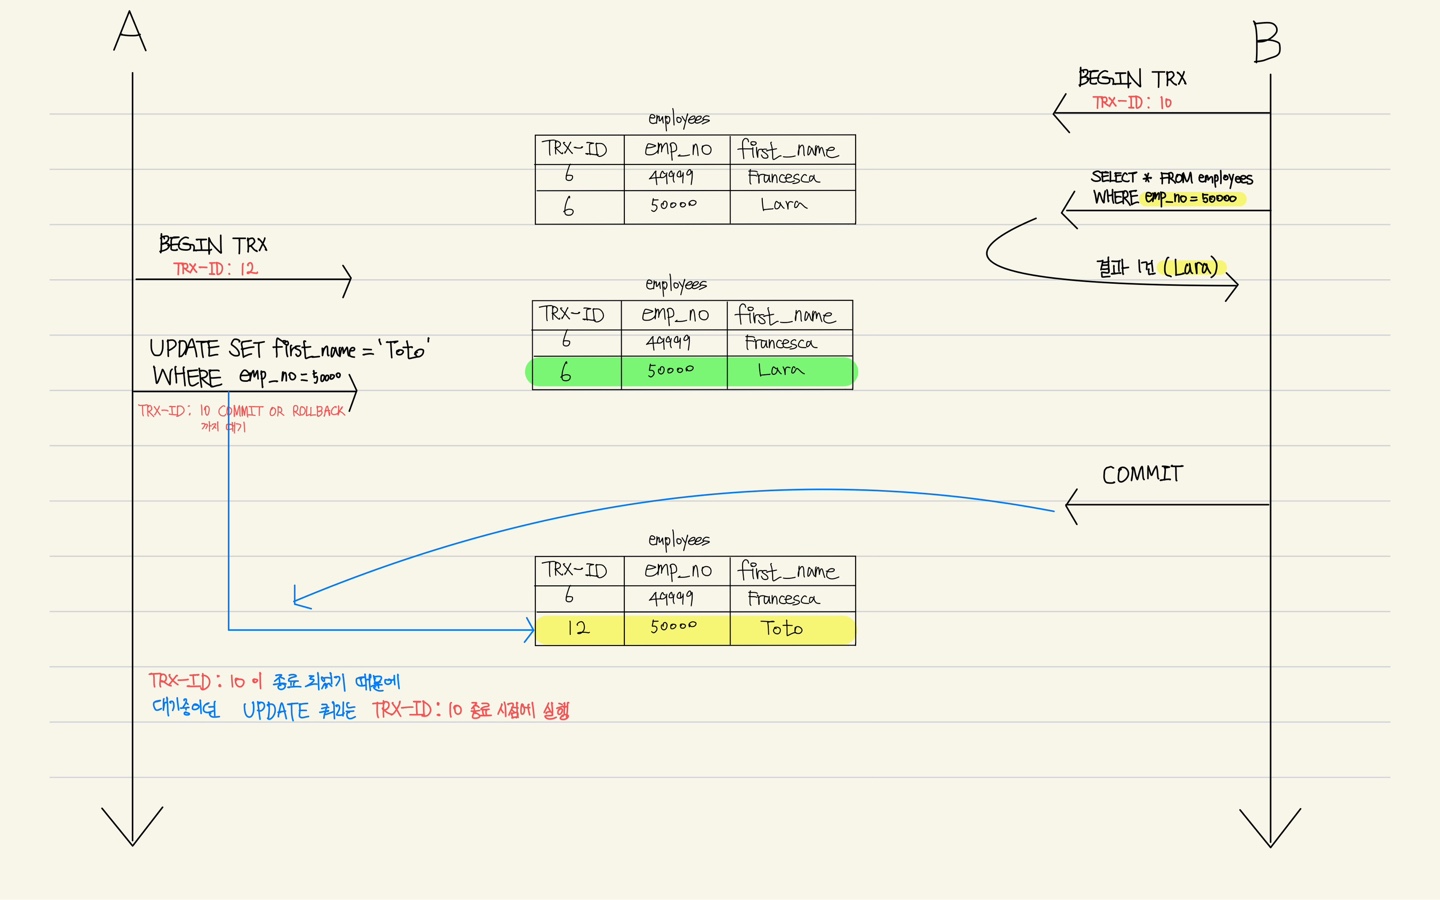 A
B
BEGIN TRX
TRX-ID: 10
employees
TRX-ID emp_no first_name
6 49999 Francesca
6 50000 Lara
SELECT * FROM employees
WHERE emp_no = 50000
결과 1건 (Lara)
BEGIN TRX
TRX-ID: 12
employees
TRX-ID emp_no first_name
6 49999 Francesca
6 50000 Lara
UPDATE SET first_name = 'Toto'
WHERE emp_no = 50000
TRX-ID: 10 COMMIT OR ROLLBACK
까지 대기
COMMIT
employees
TRX-ID emp_no first_name
6 49999 Francesca
12 50000 Toto
TRX-ID: 10 이 종료 되었기 때문에
대기중이던 UPDATE 쿼리는 TRX-ID: 10 종료 시점에 실행